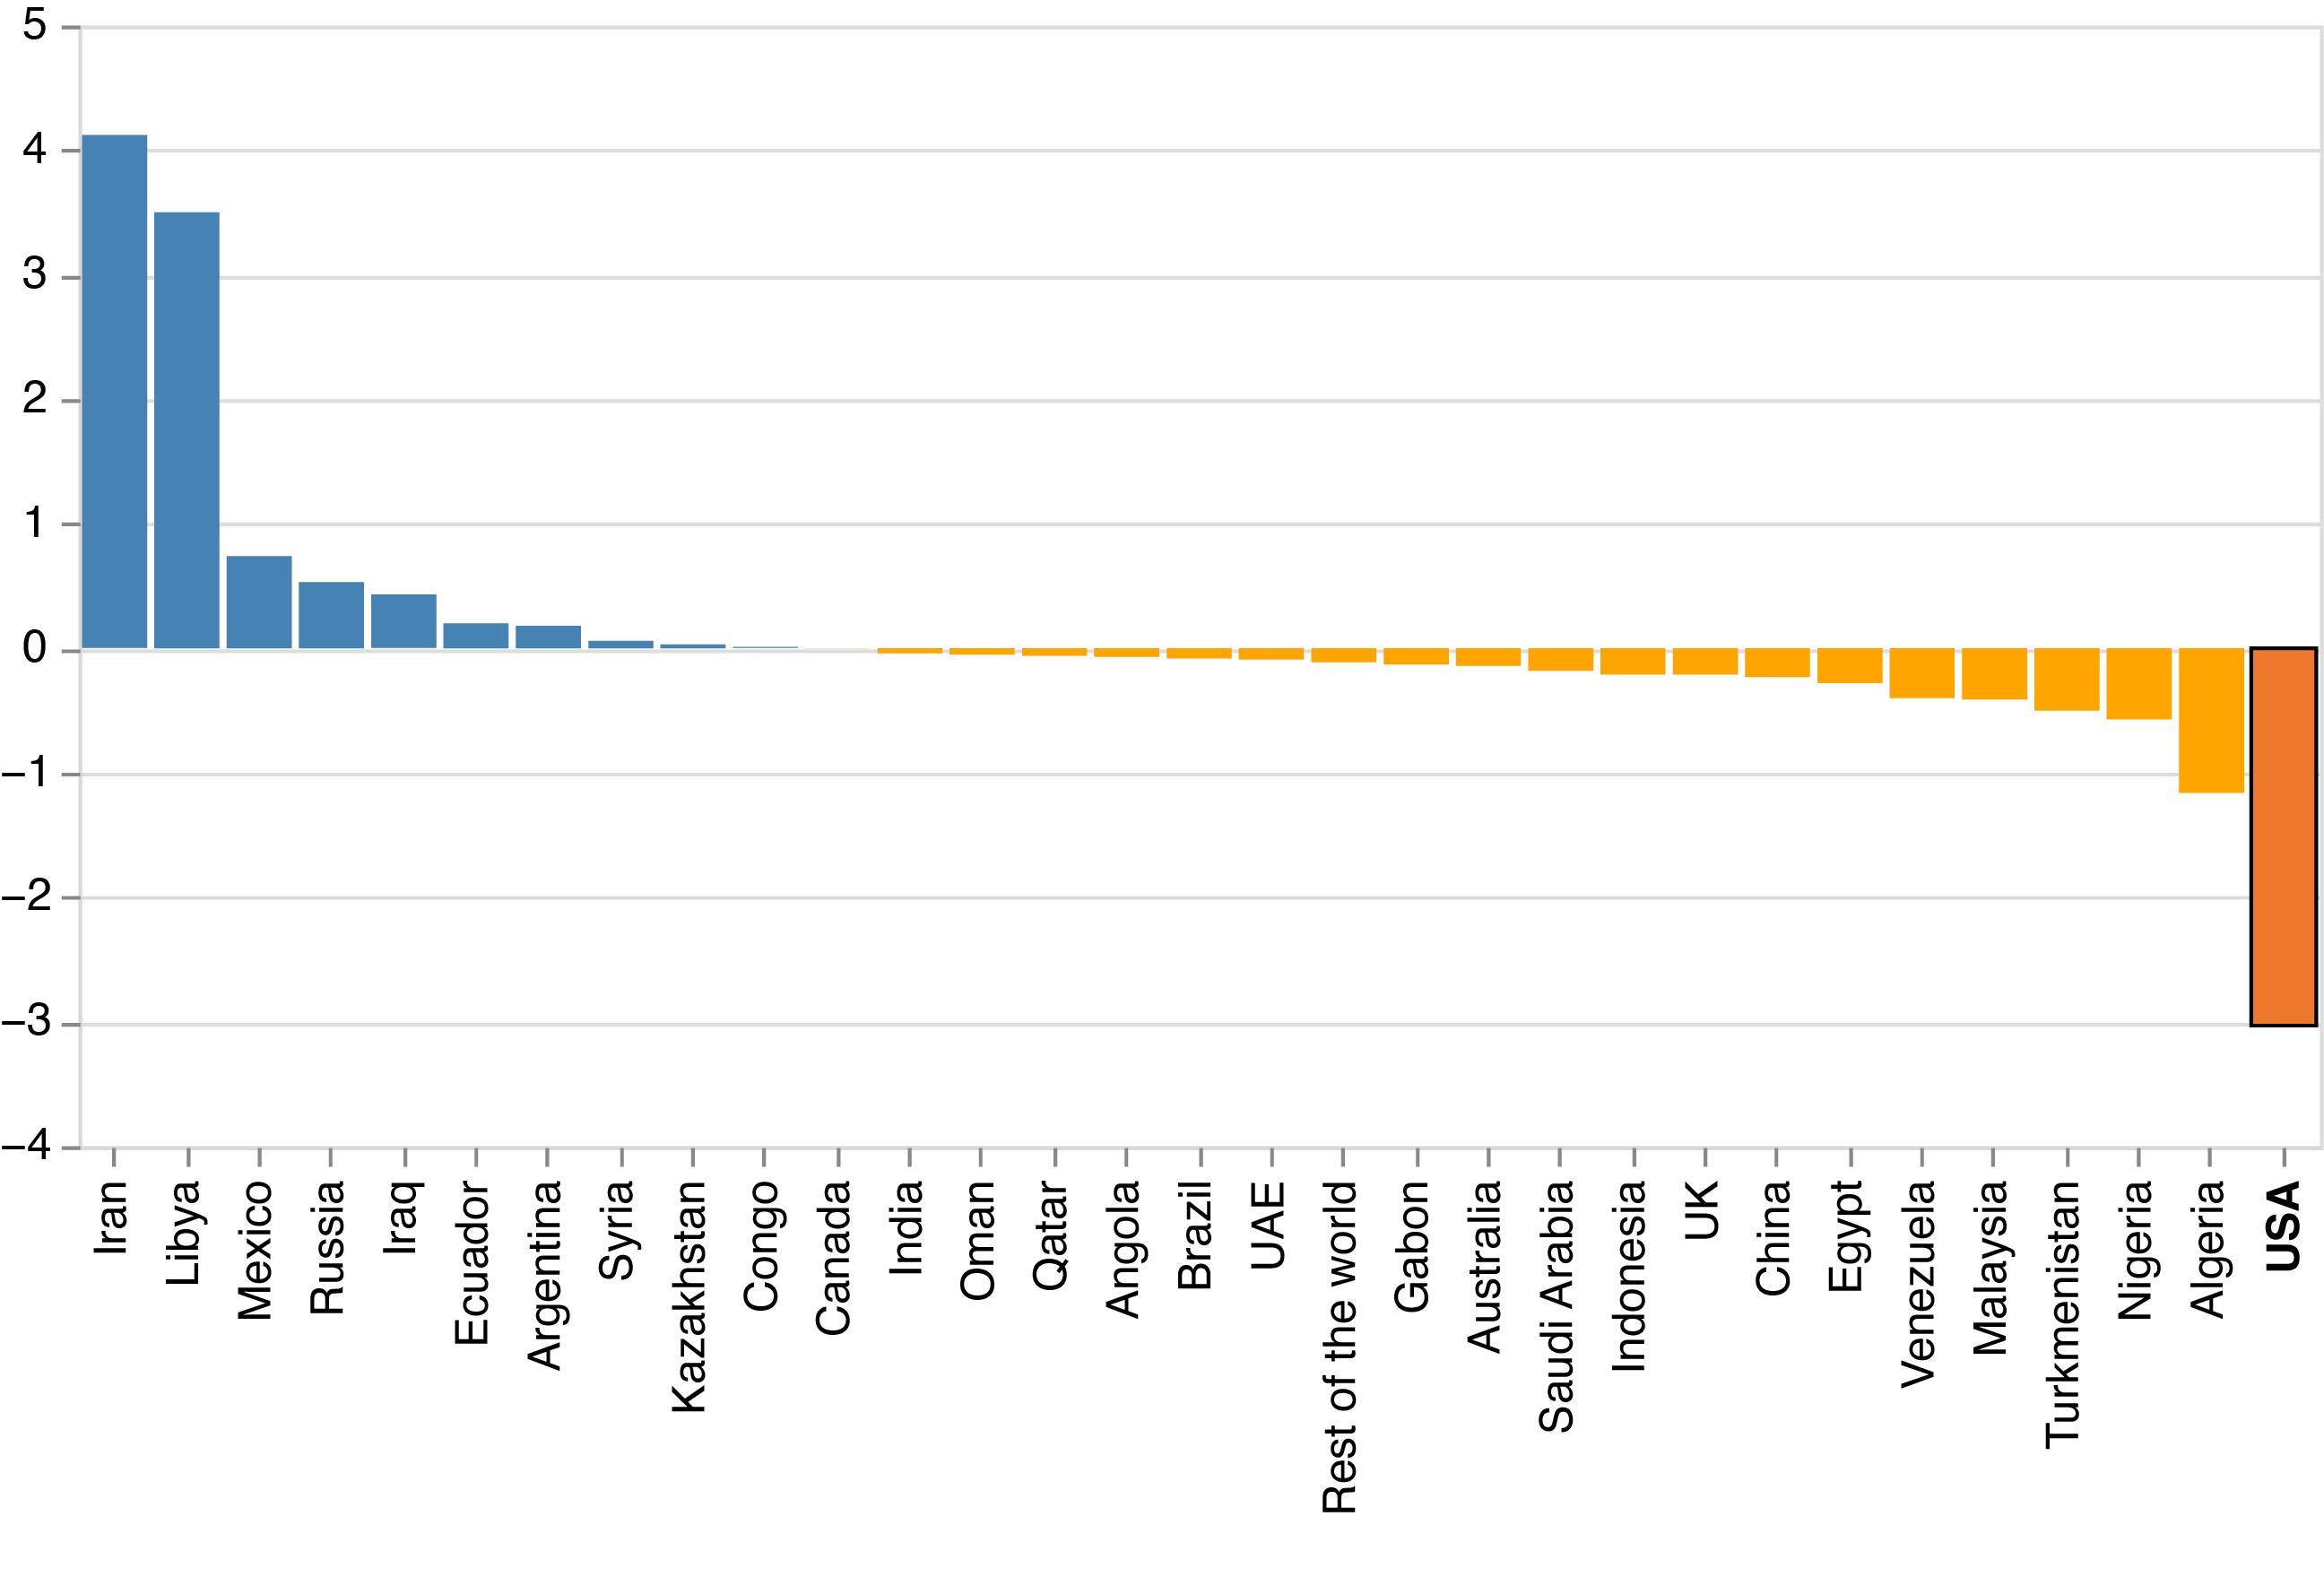 5
4
3
2
1
0
−1
−2
−3
−4
Iran
Libya
Mexico
Russia
Iraq
Ecuador
Argentina
Syria
Kazakhstan
Congo
Canada
India
Oman
Qatar
Angola
Brazil
UAE
Rest of the world
Gabon
Australia
Saudi Arabia
Indonesia
UK
China
Egypt
Venezuela
Malaysia
Turkmenistan
Nigeria
Algeria
USA